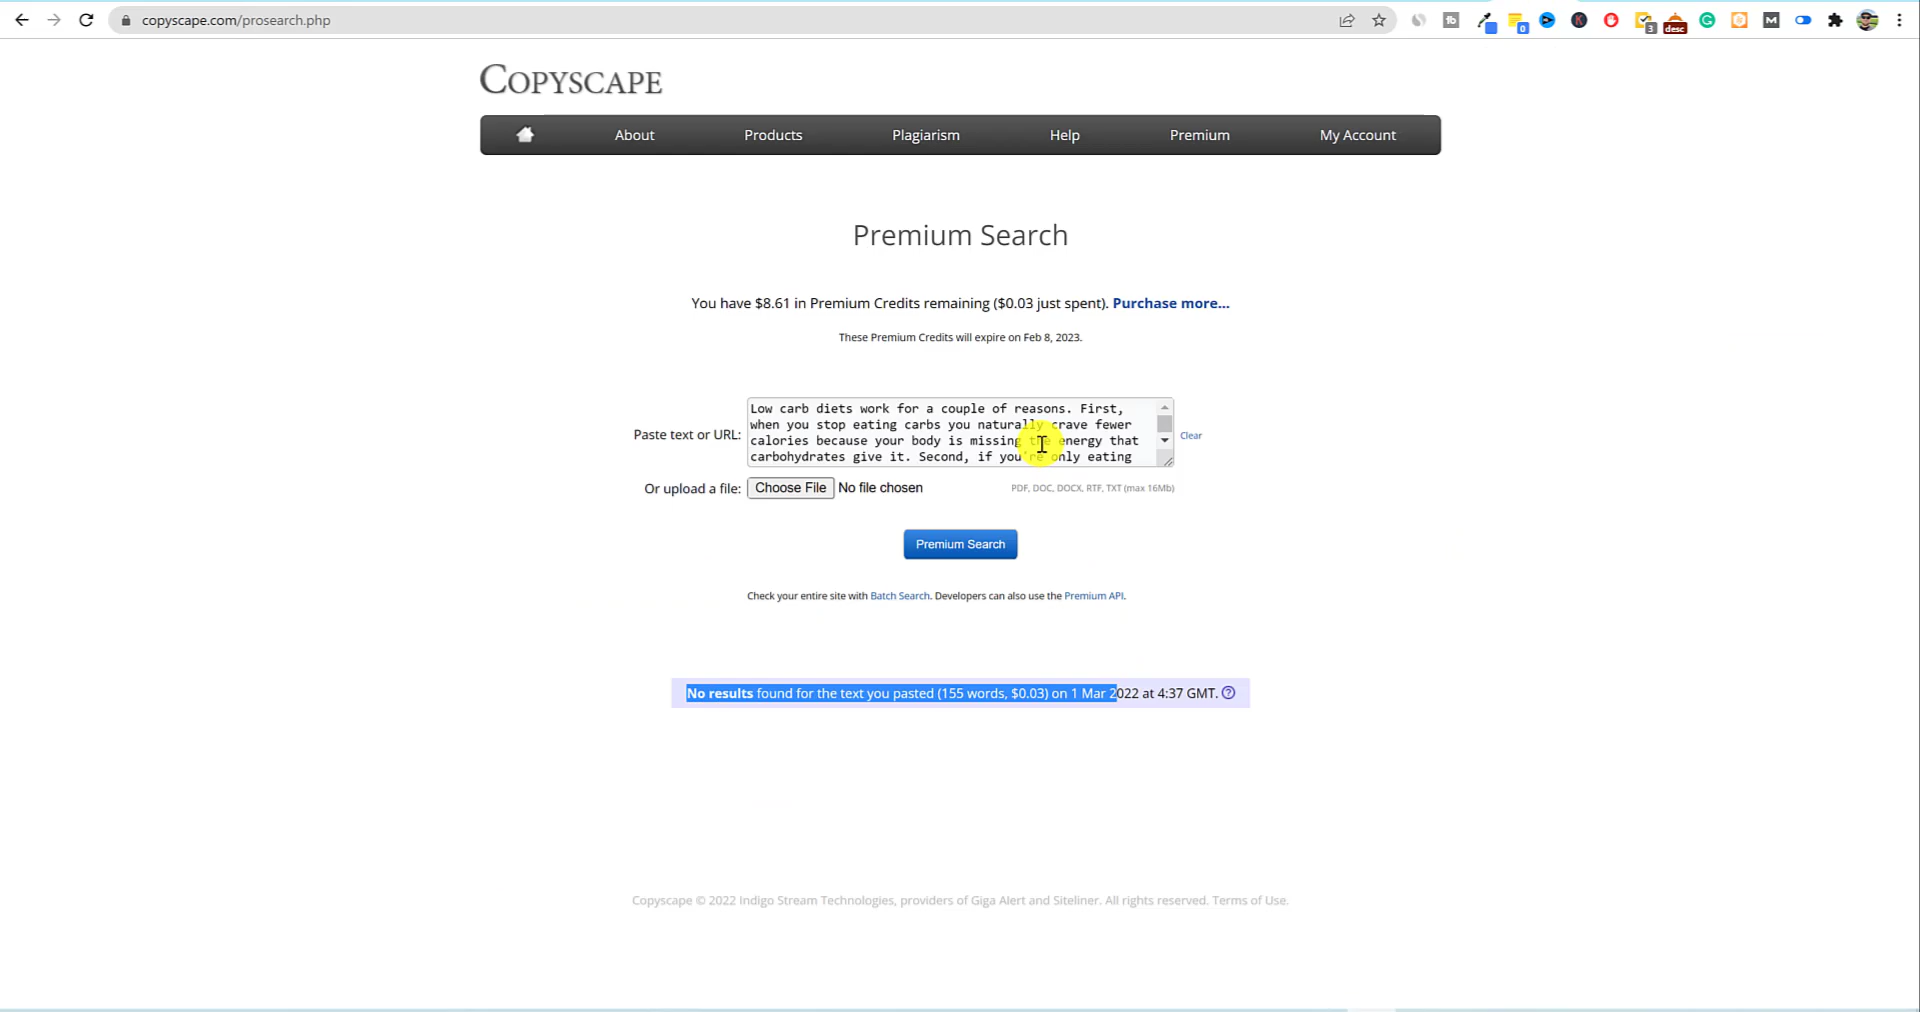 copyscape.com/prosearch.php
fb
0
K
3
desc
M
COPYSCAPE
About
Products
Plagiarism
Help
Premium
My Account
Premium Search
You have $8.61 in Premium Credits remaining ($0.03 just spent). Purchase more...
These Premium Credits will expire on Feb 8, 2023.
Paste text or URL:
Low carb diets work for a couple of reasons. First,
when you stop eating carbs you naturally crave fewer
calories because your body is missing the energy that
carbohydrates give it. Second, if you're only eating
Clear
Or upload a file:
Choose File No file chosen
PDF, DOC, DOCX, RTF, TXT (max 16Mb)
Premium Search
Check your entire site with Batch Search. Developers can also use the Premium API.
No results found for the text you pasted (155 words, $0.03) on 1 Mar 2022 at 4:37 GMT. ?
Copyscape © 2022 Indigo Stream Technologies, providers of Giga Alert and Siteliner. All rights reserved. Terms of Use.